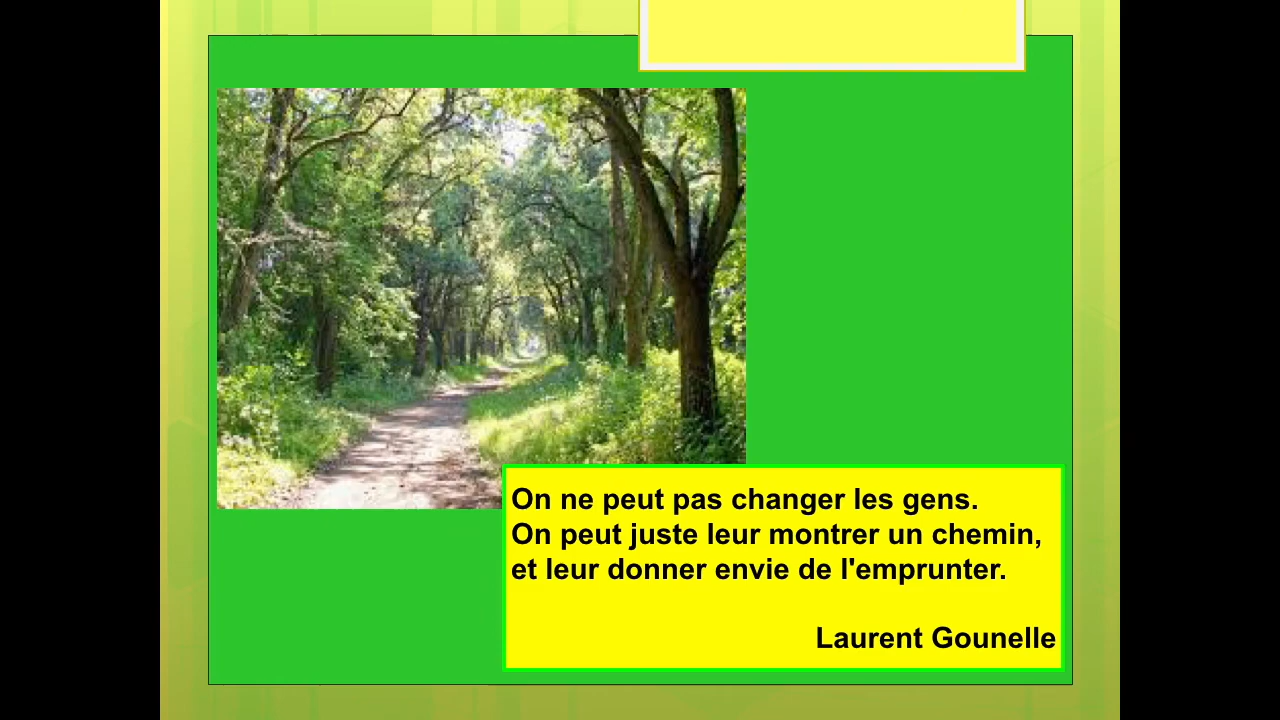 On ne peut pas changer les gens.
On peut juste leur montrer un chemin,
et leur donner envie de l'emprunter.
Laurent Gounelle